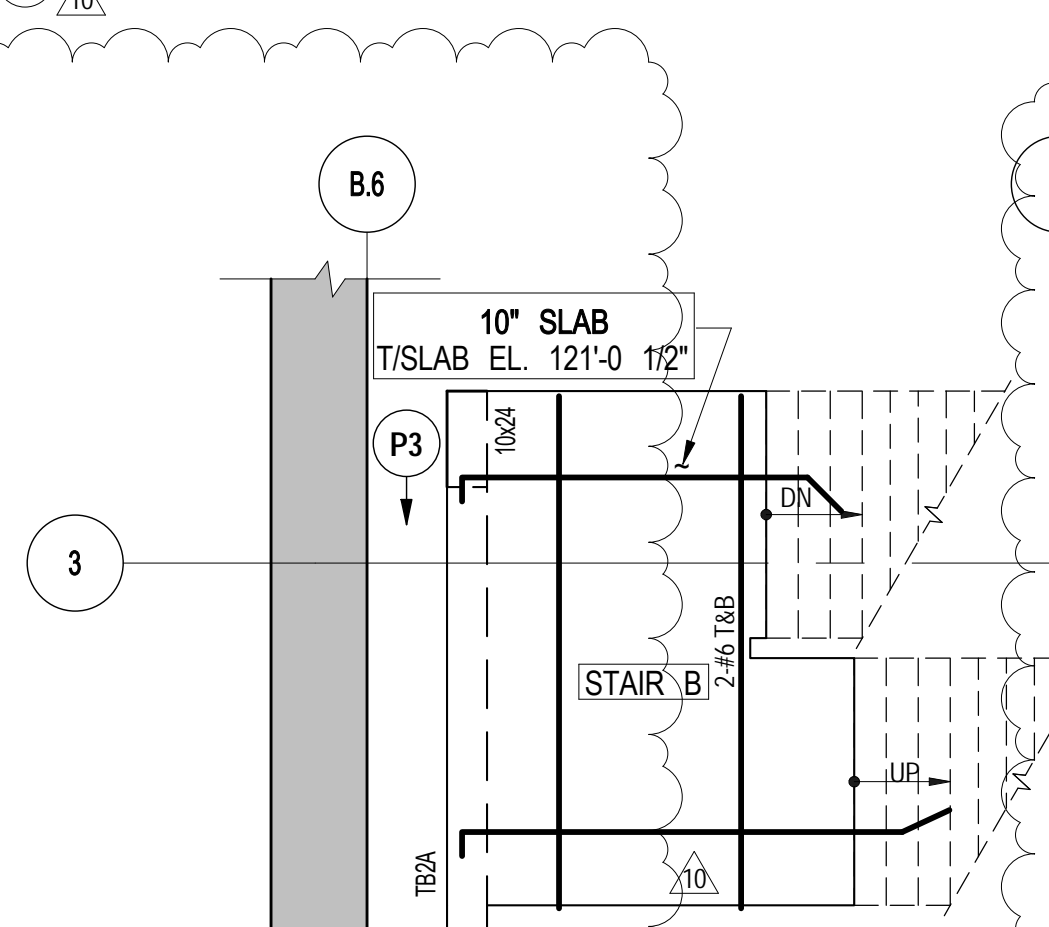 10
B.6
10" SLAB
T/SLAB EL. 121'-0 1/2"
10x24
P3
DN
3
2-#6 T&B
STAIR B
UP
TB2A
10